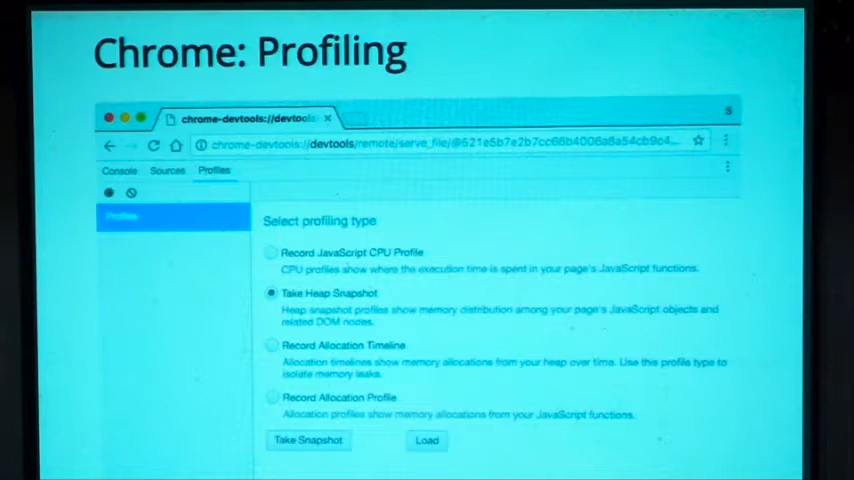 Chrome: Profiling
chrome-devtools://devtools
chrome-devtools://devtools/remote/serve_file/@521e5b7e2b7cc66b4006a8a54cb9c4...
Console Sources Profiles
Profiles
Select profiling type
Record JavaScript CPU Profile
CPU profiles show where the execution time is spent in your page's JavaScript functions.
Take Heap Snapshot
Heap snapshot profiles show memory distribution among your page's JavaScript objects and
related DOM nodes.
Record Allocation Timeline
Allocation timelines show memory allocations from your heap over time. Use this profile type to
isolate memory leaks.
Record Allocation Profile
Allocation profiles show memory allocations from your JavaScript functions.
Take Snapshot Load